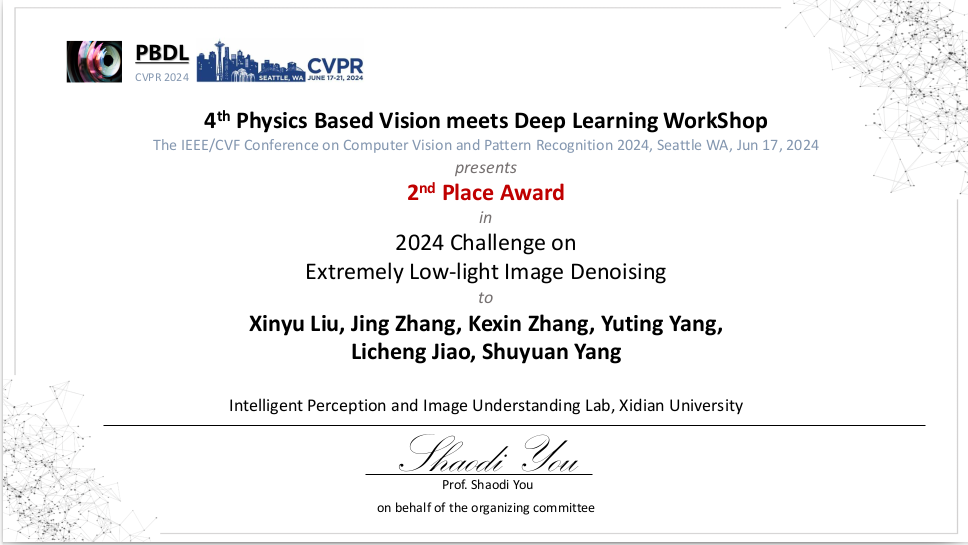 PBDL
CVPR 2024
SEATTLE, WA
CVPR
JUNE 17-21, 2024
4th Physics Based Vision meets Deep Learning WorkShop
The IEEE/CVF Conference on Computer Vision and Pattern Recognition 2024, Seattle WA, Jun 17, 2024
presents
2nd Place Award
in
2024 Challenge on
Extremely Low-light Image Denoising
to
Xinyu Liu, Jing Zhang, Kexin Zhang, Yuting Yang,
Licheng Jiao, Shuyuan Yang
Intelligent Perception and Image Understanding Lab, Xidian University
Shaodi You
Prof. Shaodi You
on behalf of the organizing committee